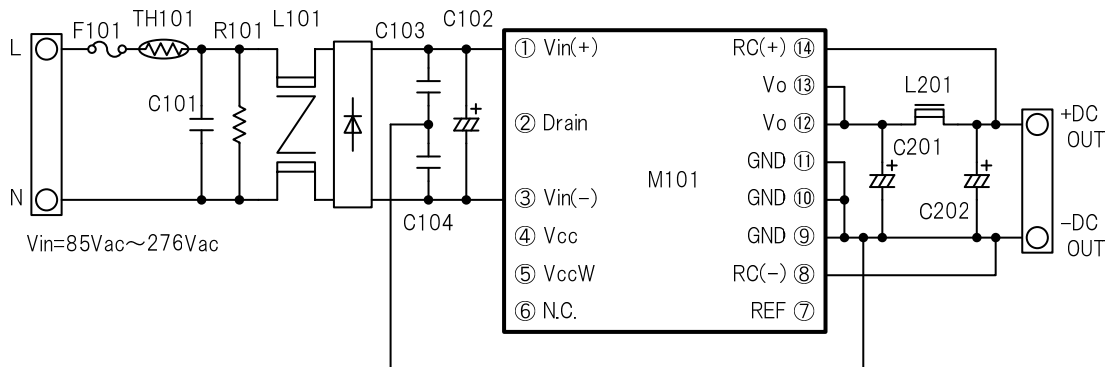 L
F101
TH101
R101
L101
C103
C102
C101
N
C104
Vin=85Vac～276Vac
① Vin(+)
② Drain
③ Vin(-)
④ Vcc
⑤ VccW
⑥ N.C.
M101
RC(+) ⑭
Vo ⑬
Vo ⑫
GND ⑪
GND ⑩
GND ⑨
RC(-) ⑧
REF ⑦
L201
C201
+
C202
+
+
+DC
OUT
-DC
OUT